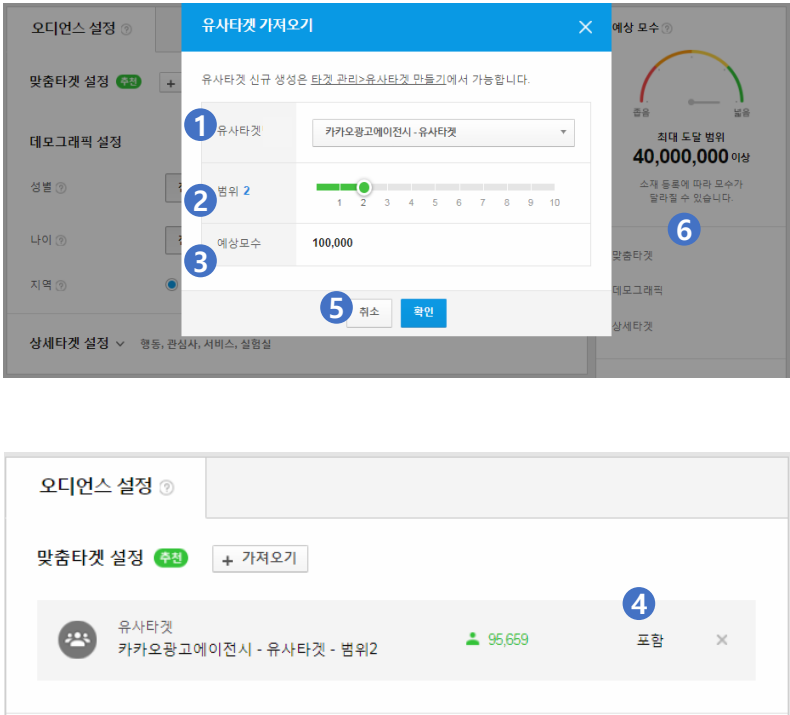 오디언스 설정 ?
유사타겟 가져오기
예상 모수 ?
맞춤타겟 설정 추천 +
유사타겟 신규 생성은 타겟 관리>유사타겟 만들기에서 가능합니다.
좁음 넓음
1 유사타겟 카카오광고에이전시 - 유사타겟
최대 도달 범위
40,000,000 이상
데모그래픽 설정
소재 등록에 따라 모수가
달라질 수 있습니다.
성별 ?
2 범위 2
1 2 3 4 5 6 7 8 9 10
6
나이 ?
3 예상모수 100,000
맞춤타겟
지역 ?
데모그래픽
5 취소 확인
상세타겟
상세타겟 설정 행동, 관심사, 서비스, 실험실
오디언스 설정 ?
맞춤타겟 설정 추천 + 가져오기
4
유사타겟
카카오광고에이전시 - 유사타겟 - 범위2
95,659 포함